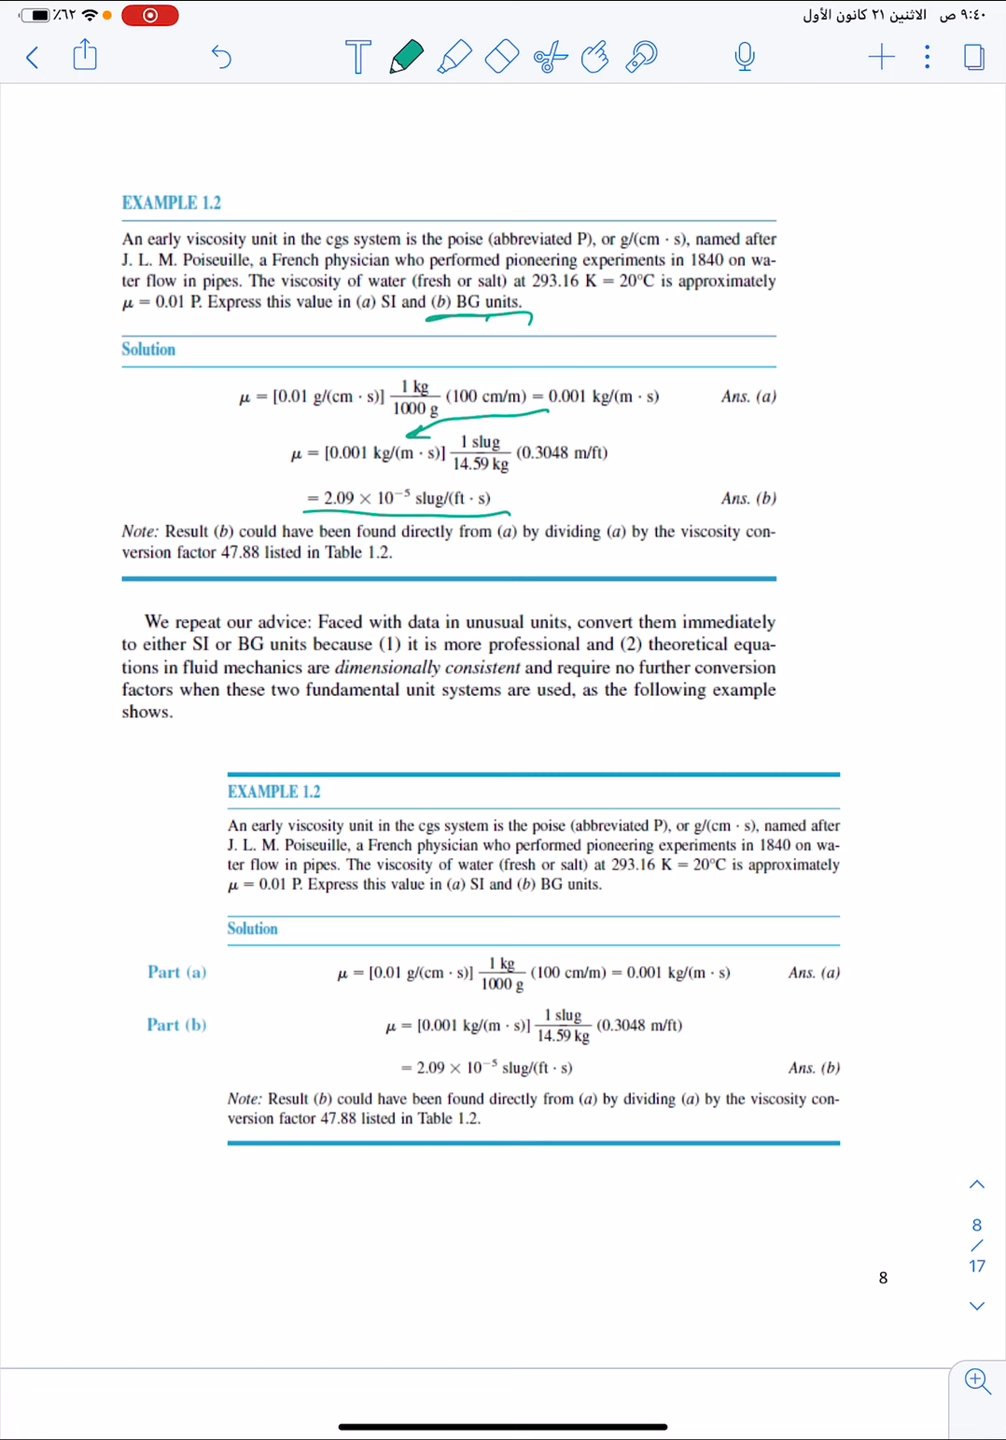 ٪٦٢ ٩:٤٠ ص الاثنين ٢١ كانون الأول
EXAMPLE 1.2
An early viscosity unit in the cgs system is the poise (abbreviated P), or g/(cm · s), named after
J. L. M. Poiseuille, a French physician who performed pioneering experiments in 1840 on wa-
ter flow in pipes. The viscosity of water (fresh or salt) at 293.16 K = 20°C is approximately
μ = 0.01 P. Express this value in (a) SI and (b) BG units.
Solution
μ = [0.01 g/(cm · s)] 1 kg/1000 g (100 cm/m) = 0.001 kg/(m · s) Ans. (a)
μ = [0.001 kg/(m · s)] 1 slug/14.59 kg (0.3048 m/ft)
= 2.09 × 10⁻⁵ slug/(ft · s) Ans. (b)
Note: Result (b) could have been found directly from (a) by dividing (a) by the viscosity con-
version factor 47.88 listed in Table 1.2.
We repeat our advice: Faced with data in unusual units, convert them immediately
to either SI or BG units because (1) it is more professional and (2) theoretical equa-
tions in fluid mechanics are dimensionally consistent and require no further conversion
factors when these two fundamental unit systems are used, as the following example
shows.
EXAMPLE 1.2
An early viscosity unit in the cgs system is the poise (abbreviated P), or g/(cm · s), named after
J. L. M. Poiseuille, a French physician who performed pioneering experiments in 1840 on wa-
ter flow in pipes. The viscosity of water (fresh or salt) at 293.16 K = 20°C is approximately
μ = 0.01 P. Express this value in (a) SI and (b) BG units.
Solution
Part (a) μ = [0.01 g/(cm · s)] 1 kg/1000 g (100 cm/m) = 0.001 kg/(m · s) Ans. (a)
Part (b) μ = [0.001 kg/(m · s)] 1 slug/14.59 kg (0.3048 m/ft)
= 2.09 × 10⁻⁵ slug/(ft · s) Ans. (b)
Note: Result (b) could have been found directly from (a) by dividing (a) by the viscosity con-
version factor 47.88 listed in Table 1.2.
8
/
17
8